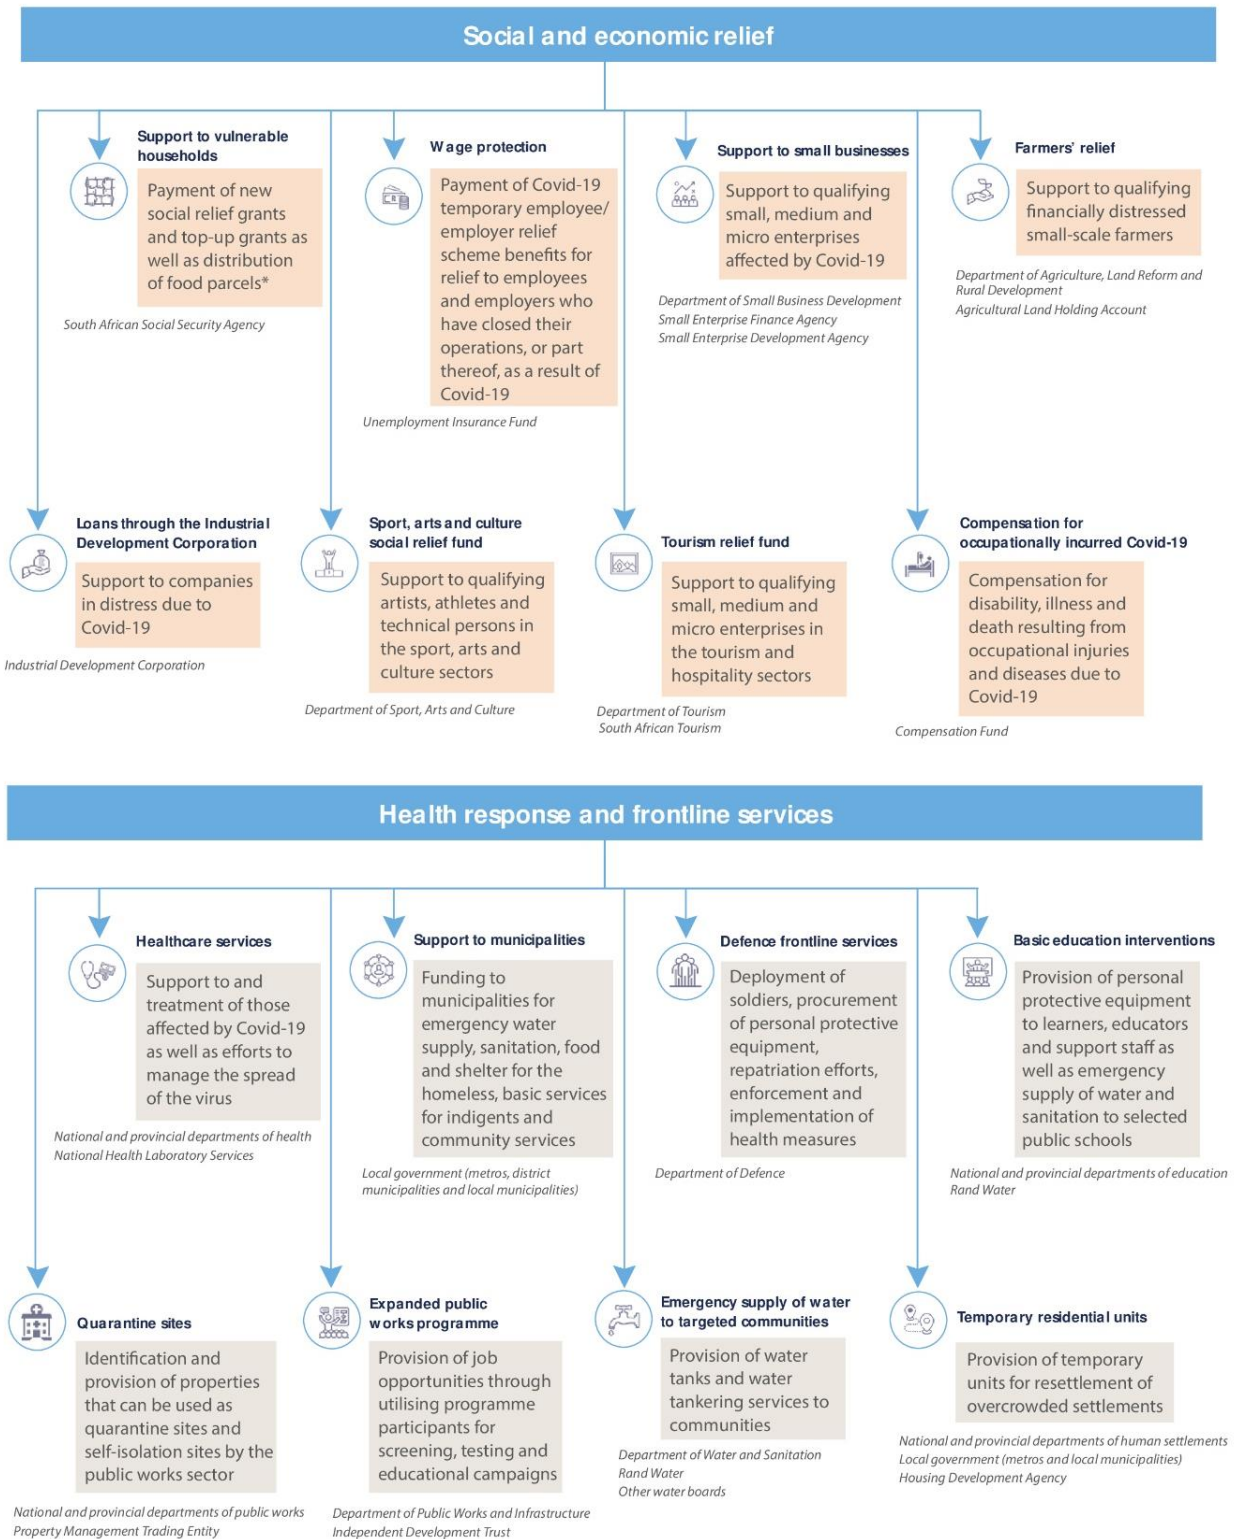 Social and economic relief
Support to vulnerable
households
Payment of new
social relief grants
and top-up grants as
well as distribution
of food parcels*
South African Social Security Agency
Wage protection
Payment of Covid-19
temporary employee/
employer relief
scheme benefits for
relief to employees
and employers who
have closed their
operations, or part
thereof, as a result of
Covid-19
Unemployment Insurance Fund
Support to small businesses
Support to qualifying
small, medium and
micro enterprises
affected by Covid-19
Department of Small Business Development
Small Enterprise Finance Agency
Small Enterprise Development Agency
Farmers' relief
Support to qualifying
financially distressed
small-scale farmers
Department of Agriculture, Land Reform and
Rural Development
Agricultural Land Holding Account
Loans through the Industrial
Development Corporation
Support to companies
in distress due to
Covid-19
Industrial Development Corporation
Sport, arts and culture
social relief fund
Support to qualifying
artists, athletes and
technical persons in
the sport, arts and
culture sectors
Department of Sport, Arts and Culture
Tourism relief fund
Support to qualifying
small, medium and
micro enterprises in
the tourism and
hospitality sectors
Department of Tourism
South African Tourism
Compensation for
occupationally incurred Covid-19
Compensation for
disability, illness and
death resulting from
occupational injuries
and diseases due to
Covid-19
Compensation Fund
Health response and frontline services
Healthcare services
Support to and
treatment of those
affected by Covid-19
as well as efforts to
manage the spread
of the virus
National and provincial departments of health
National Health Laboratory Services
Support to municipalities
Funding to
municipalities for
emergency water
supply, sanitation, food
and shelter for the
homeless, basic services
for indigents and
community services
Local government (metros, district
municipalities and local municipalities)
Defence frontline services
Deployment of
soldiers, procurement
of personal protective
equipment,
repatriation efforts,
enforcement and
implementation of
health measures
Department of Defence
Basic education interventions
Provision of personal
protective equipment
to learners, educators
and support staff as
well as emergency
supply of water and
sanitation to selected
public schools
National and provincial departments of education
Rand Water
Quarantine sites
Identification and
provision of properties
that can be used as
quarantine sites and
self-isolation sites by the
public works sector
National and provincial departments of public works
Property Management Trading Entity
Expanded public
works programme
Provision of job
opportunities through
utilising programme
participants for
screening, testing and
educational campaigns
Department of Public Works and Infrastructure
Independent Development Trust
Emergency supply of water
to targeted communities
Provision of water
tanks and water
tankering services to
communities
Department of Water and Sanitation
Rand Water
Other water boards
Temporary residential units
Provision of temporary
units for resettlement of
overcrowded settlements
National and provincial departments of human settlements
Local government (metros and local municipalities)
Housing Development Agency